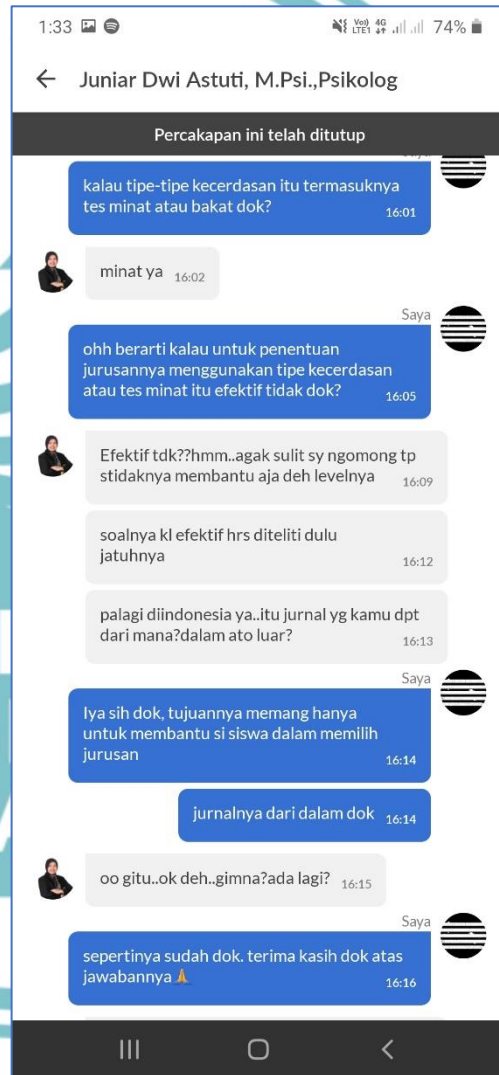 1:33 Vo)) 4G LTE1 74%
Juniar Dwi Astuti, M.Psi.,Psikolog
Percakapan ini telah ditutup
kalau tipe-tipe kecerdasan itu termasuknya
tes minat atau bakat dok?
16:01
minat ya 16:02
Saya
ohh berarti kalau untuk penentuan
jurusannya menggunakan tipe kecerdasan
atau tes minat itu efektif tidak dok?
16:05
Efektif tdk??hmm..agak sulit sy ngomong tp
stidaknya membantu aja deh levelnya 16:09
soalnya kl efektif hrs diteliti dulu
jatuhnya 16:12
palagi diindonesia ya..itu jurnal yg kamu dpt
dari mana?dalam ato luar? 16:13
Saya
Iya sih dok, tujuannya memang hanya
untuk membantu si siswa dalam memilih
jurusan 16:14
jurnalnya dari dalam dok 16:14
oo gitu..ok deh..gimna?ada lagi? 16:15
Saya
sepertinya sudah dok. terima kasih dok atas
jawabannya🙏 16:16